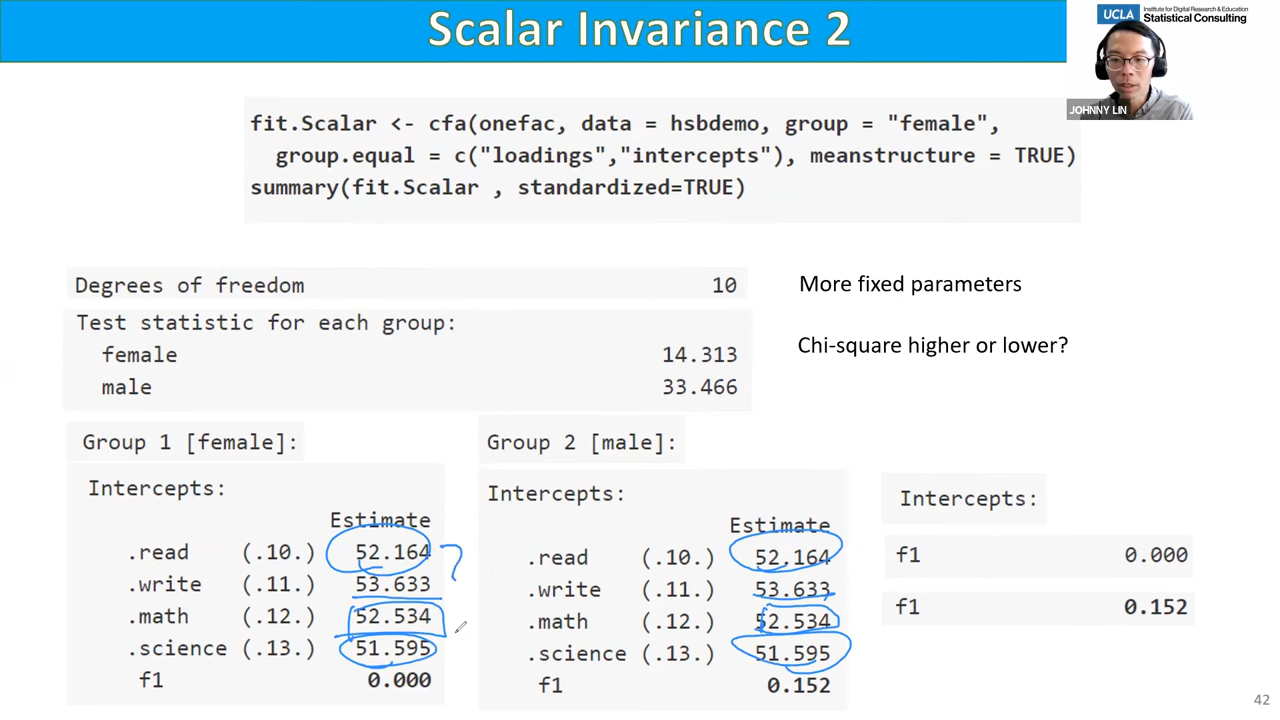 Scalar Invariance 2
UCLA
Institute for Digital Research & Education
Statistical Consulting
JOHNNY LIN
fit.Scalar <- cfa(onefac, data = hsbdemo, group = "female",
group.equal = c("loadings","intercepts"), meanstructure = TRUE)
summary(fit.Scalar , standardized=TRUE)
Degrees of freedom 10
More fixed parameters
Test statistic for each group:
female 14.313
male 33.466
Chi-square higher or lower?
Group 1 [female]:
Intercepts:
Estimate
.read (.10.) 52.164
.write (.11.) 53.633
.math (.12.) 52.534
.science (.13.) 51.595
f1 0.000
?
Group 2 [male]:
Intercepts:
Estimate
.read (.10.) 52.164
.write (.11.) 53.633
.math (.12.) 52.534
.science (.13.) 51.595
f1 0.152
Intercepts:
f1 0.000
f1 0.152
42